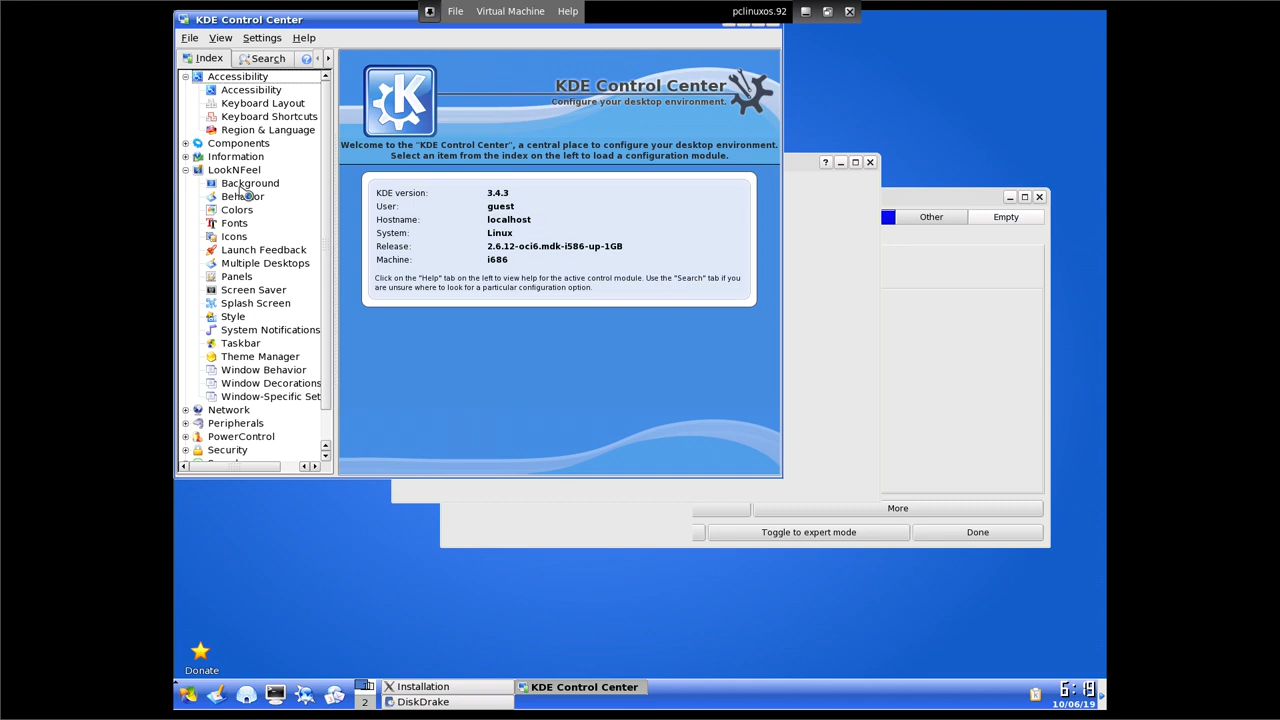 KDE Control Center
File Virtual Machine Help
pclinuxos.92
File View Settings Help
Index Search
Accessibility
Accessibility
Keyboard Layout
Keyboard Shortcuts
Region & Language
Components
Information
LookNFeel
Background
Behavior
Colors
Fonts
Icons
Launch Feedback
Multiple Desktops
Panels
Screen Saver
Splash Screen
Style
System Notifications
Taskbar
Theme Manager
Window Behavior
Window Decorations
Window-Specific Set
Network
Peripherals
PowerControl
Security
KDE Control Center
Configure your desktop environment.
Welcome to the "KDE Control Center", a central place to configure your desktop environment.
Select an item from the index on the left to load a configuration module.
KDE version: 3.4.3
User: guest
Hostname: localhost
System: Linux
Release: 2.6.12-oci6.mdk-i586-up-1GB
Machine: i686
Click on the "Help" tab on the left to view help for the active control module. Use the "Search" tab if you
are unsure where to look for a particular configuration option.
Other Empty
More
Toggle to expert mode Done
Donate
2
Installation
DiskDrake
KDE Control Center
6:19
10/06/19